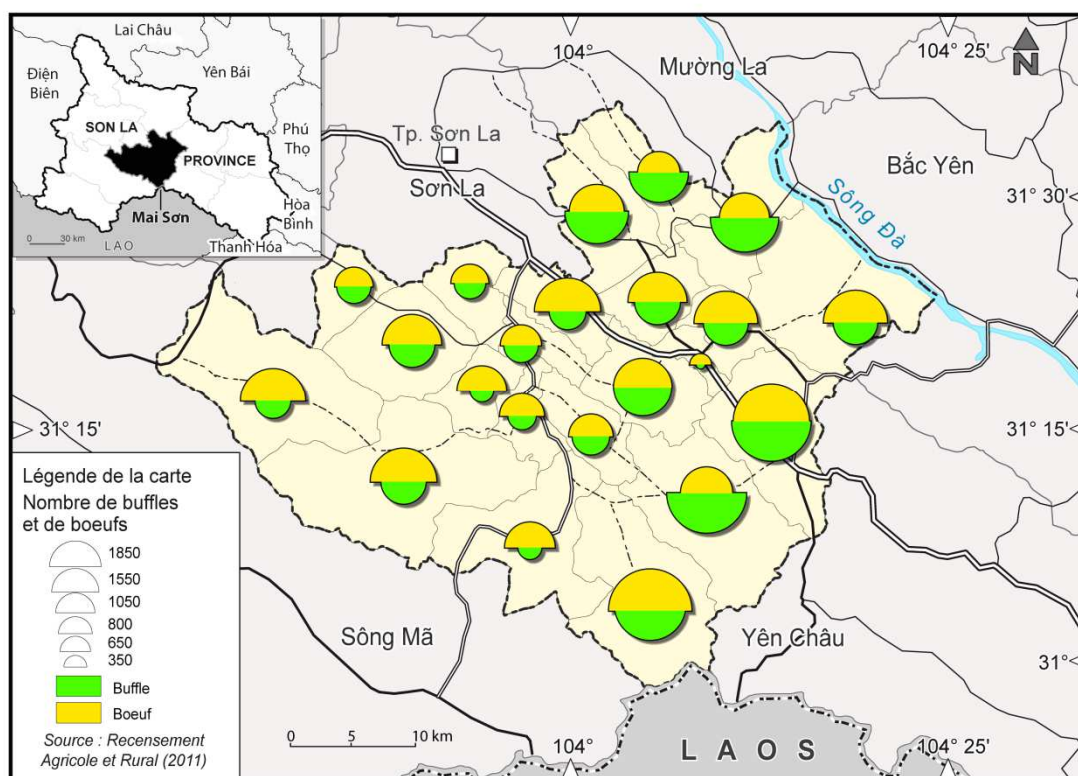 Lai Châu
Điện
Biên
Yên Bái
SON LA
PROVINCE
Phú
Thọ
Mai Sơn
Hòa
Bình
0 30 km
LAO
Thanh Hóa
104°
104° 25'
N
Mường La
Tp. Sơn La
Sơn La
Bắc Yên
31° 30'
Sông Đà
31° 15'
31° 15'
Légende de la carte
Nombre de buffles
et de boeufs
1850
1550
1050
800
650
350
Buffle
Boeuf
Source : Recensement
Agricole et Rural (2011)
Sông Mã
Yên Châu
31°
0 5 10 km
104°
LAOS
104° 25'